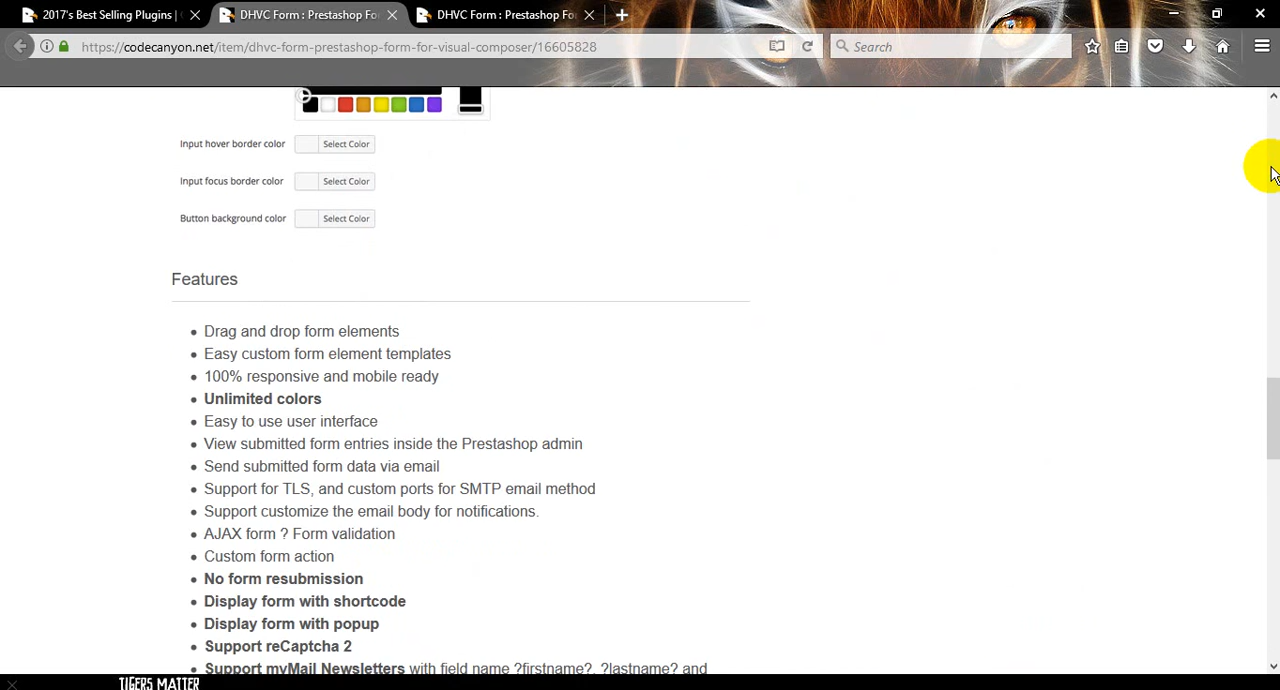 2017's Best Selling Plugins |
DHVC Form : Prestashop Fo
DHVC Form : Prestashop Fo
https://codecanyon.net/item/dhvc-form-prestashop-form-for-visual-composer/16605828
Search
Input hover border color
Select Color
Input focus border color
Select Color
Button background color
Select Color
Features
Drag and drop form elements
Easy custom form element templates
100% responsive and mobile ready
Unlimited colors
Easy to use user interface
View submitted form entries inside the Prestashop admin
Send submitted form data via email
Support for TLS, and custom ports for SMTP email method
Support customize the email body for notifications.
AJAX form ? Form validation
Custom form action
No form resubmission
Display form with shortcode
Display form with popup
Support reCaptcha 2
Support myMail Newsletters with field name ?firstname?, ?lastname? and
TIGERS MATTER